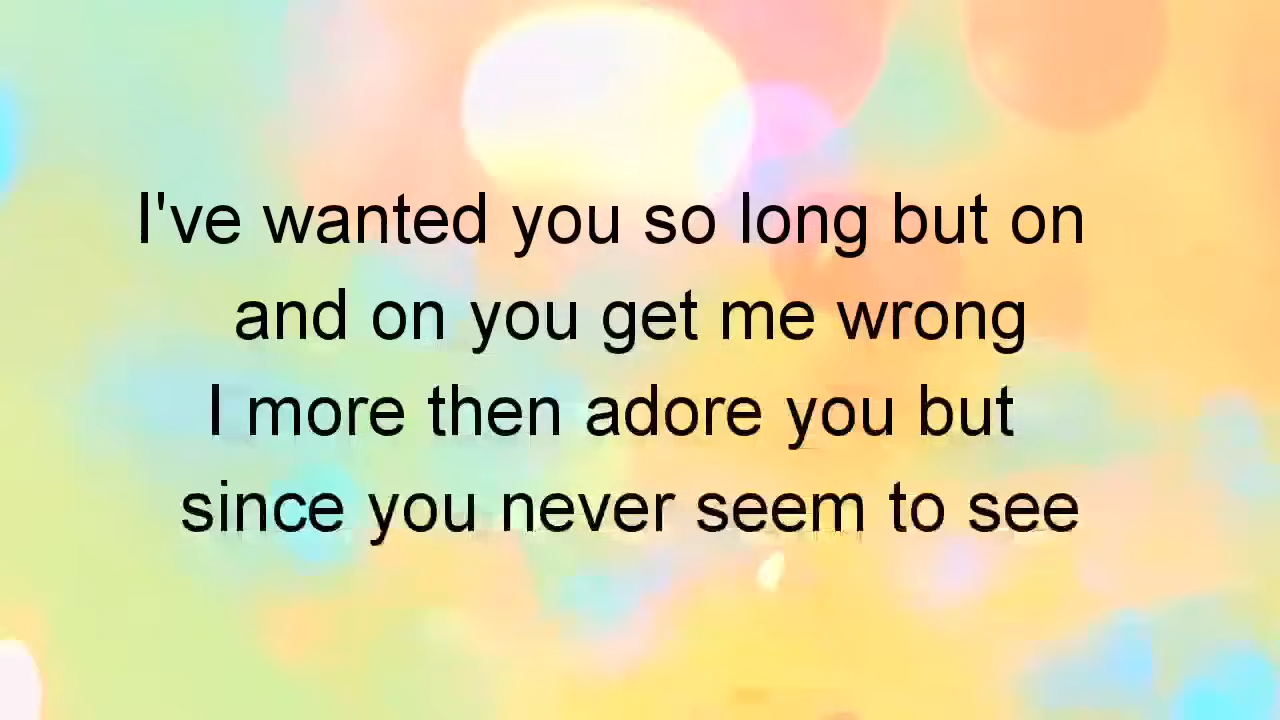 I've wanted you so long but on
and on you get me wrong
I more then adore you but
since you never seem to see